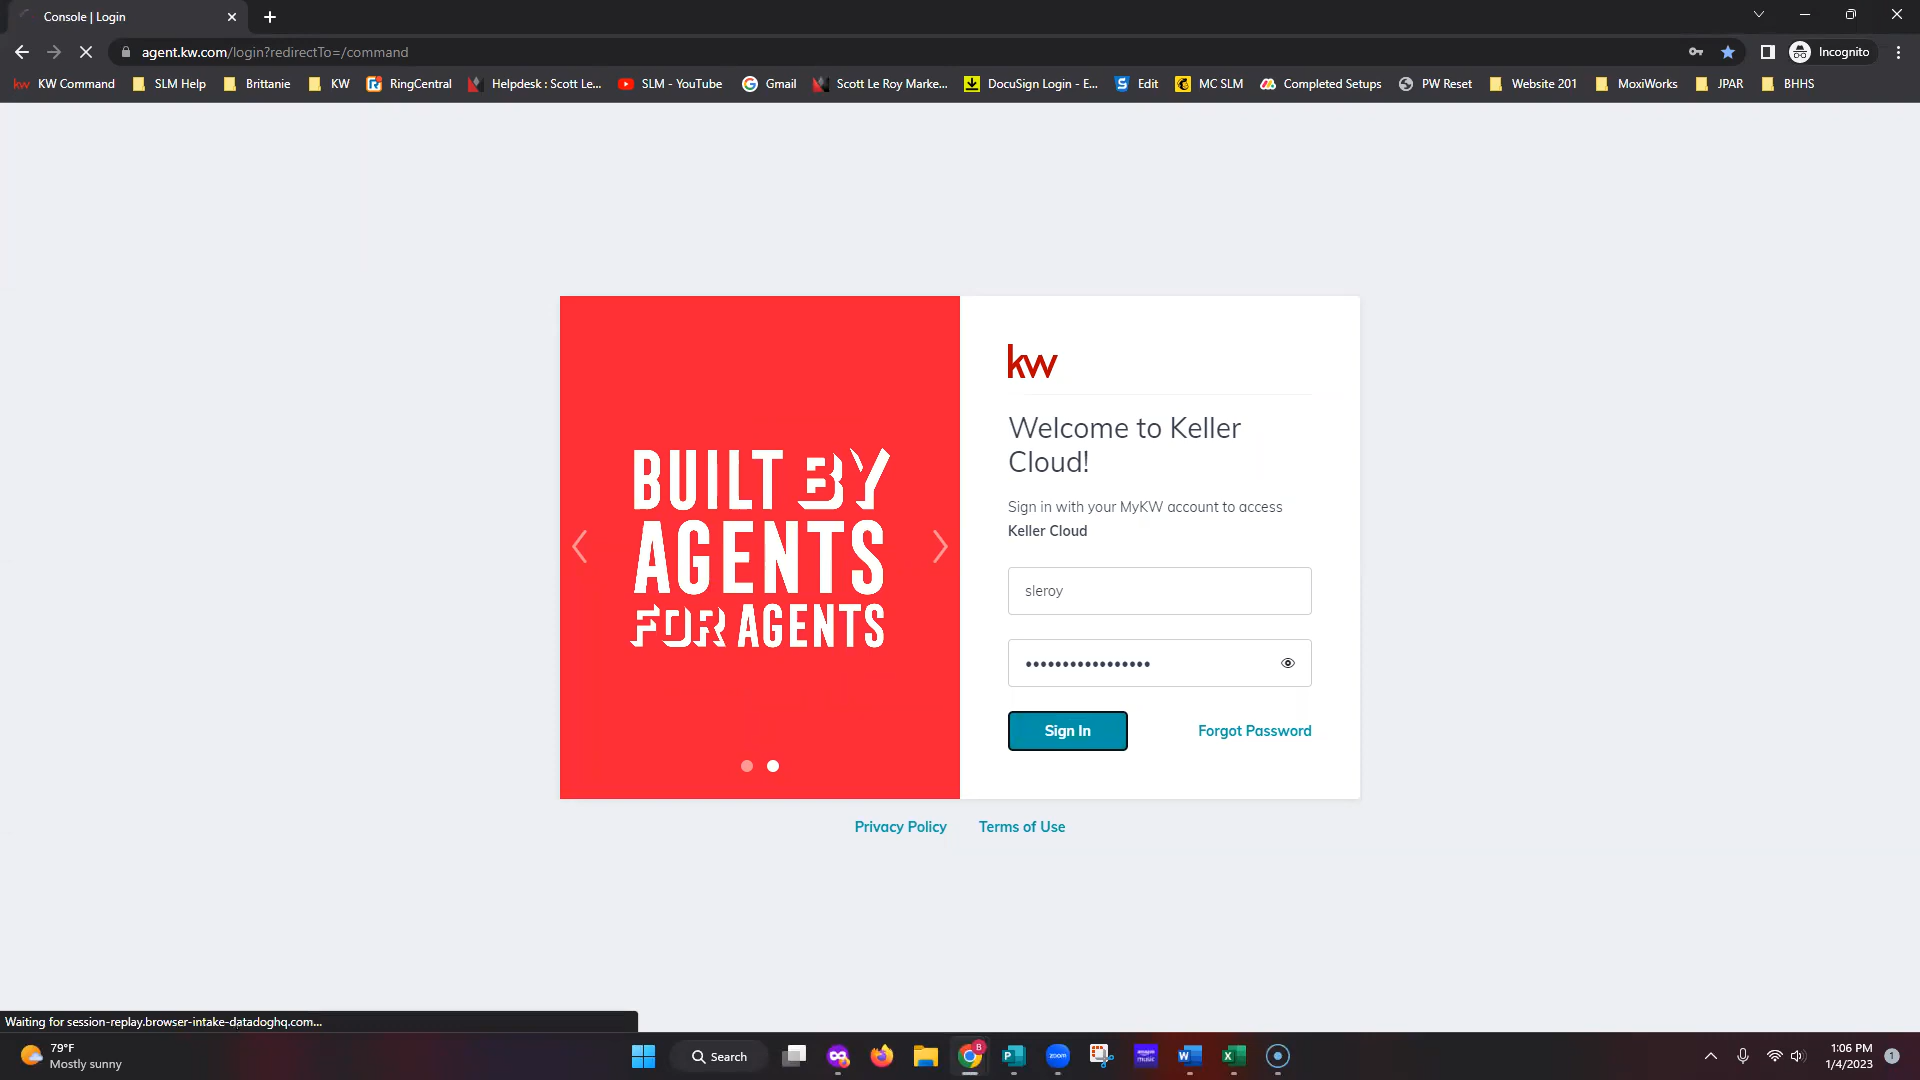 Console | Login
agent.kw.com/login?redirectTo=/command
Incognito
KW Command
SLM Help
Brittanie
KW
RingCentral
Helpdesk : Scott Le...
SLM - YouTube
Gmail
Scott Le Roy Marke...
DocuSign Login - E...
Edit
MC SLM
Completed Setups
PW Reset
Website 201
MoxiWorks
JPAR
BHHS
BUILT BY
AGENTS
FOR AGENTS
kw
Welcome to Keller
Cloud!
Sign in with your MyKW account to access
Keller Cloud
sleroy
•••••••••••••••••
Sign In
Forgot Password
Privacy Policy
Terms of Use
Waiting for session-replay.browser-intake-datadoghq.com...
79°F
Mostly sunny
Search
1:06 PM
1/4/2023
1